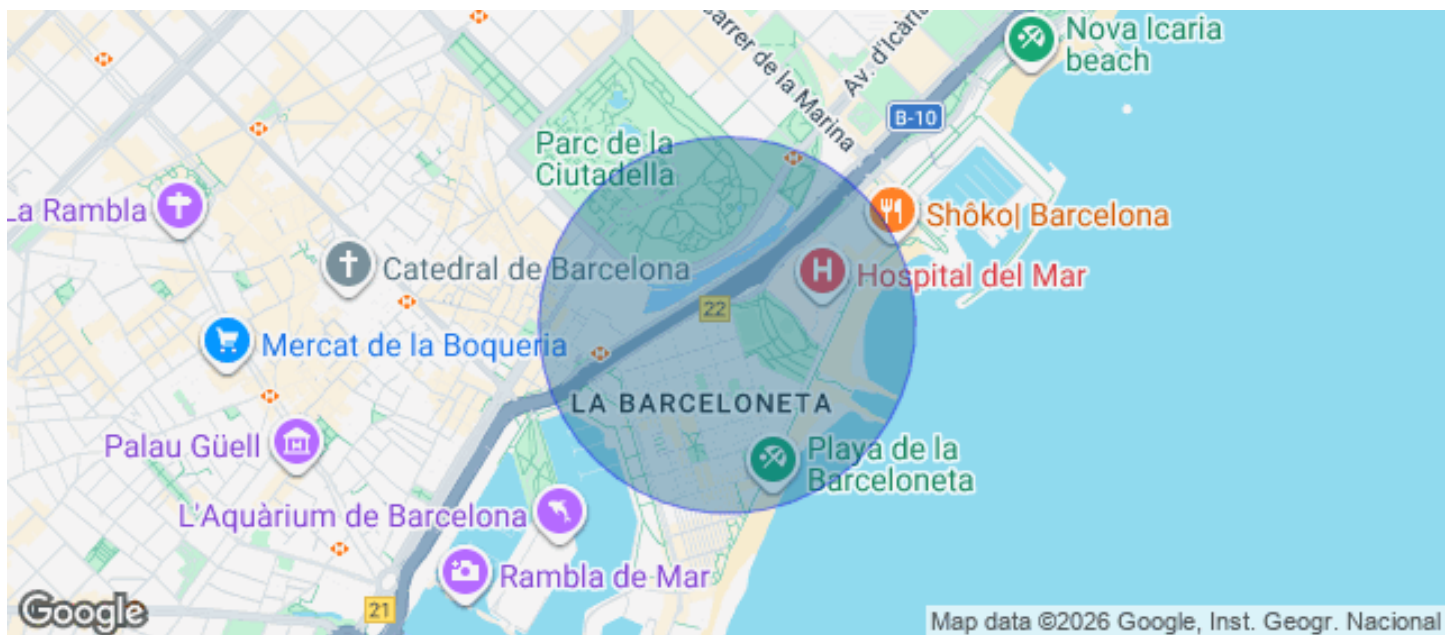 Nova Icaria
beach
Carrer de la Marina
Av. d'Icària
B-10
Parc de la
Ciutadella
La Rambla
Shôko| Barcelona
Catedral de Barcelona
Hospital del Mar
22
Mercat de la Boqueria
LA BARCELONETA
Palau Güell
Playa de la
Barceloneta
L'Aquàrium de Barcelona
Rambla de Mar
21
Google
Map data ©2026 Google, Inst. Geogr. Nacional